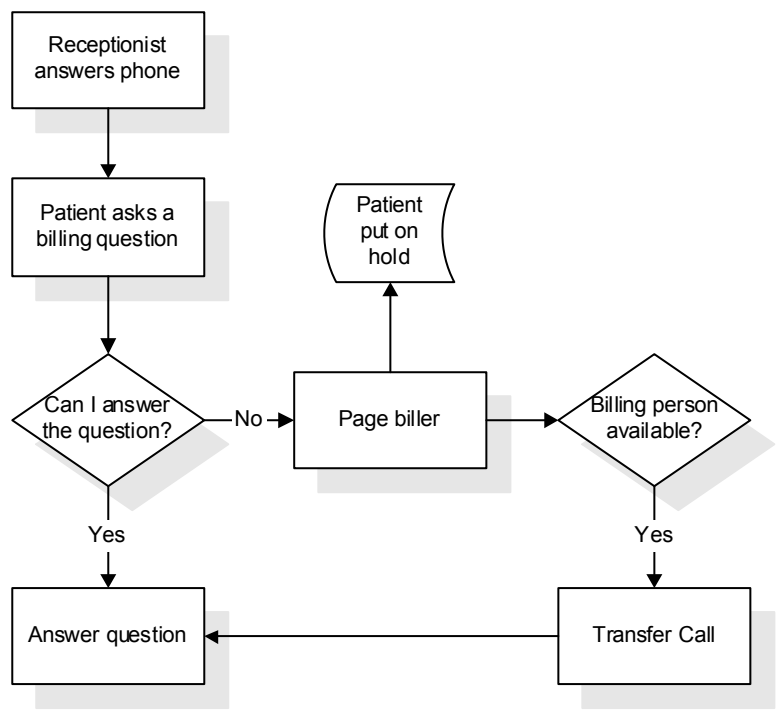 Receptionist
answers phone
Patient asks a
billing question
Patient
put on
hold
Can I answer
the question?
No
Page biller
Billing person
available?
Yes
Yes
Answer question
Transfer Call